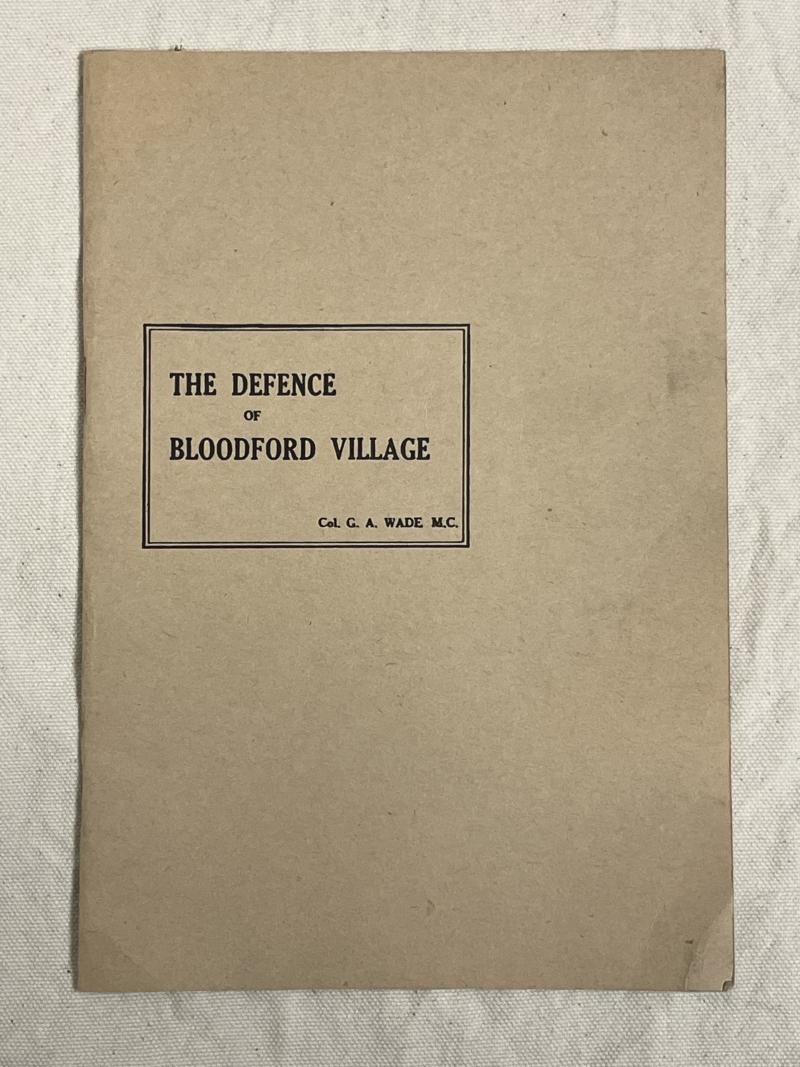 THE DEFENCE
OF
BLOODFORD VILLAGE
Col. G. A. WADE M.C.